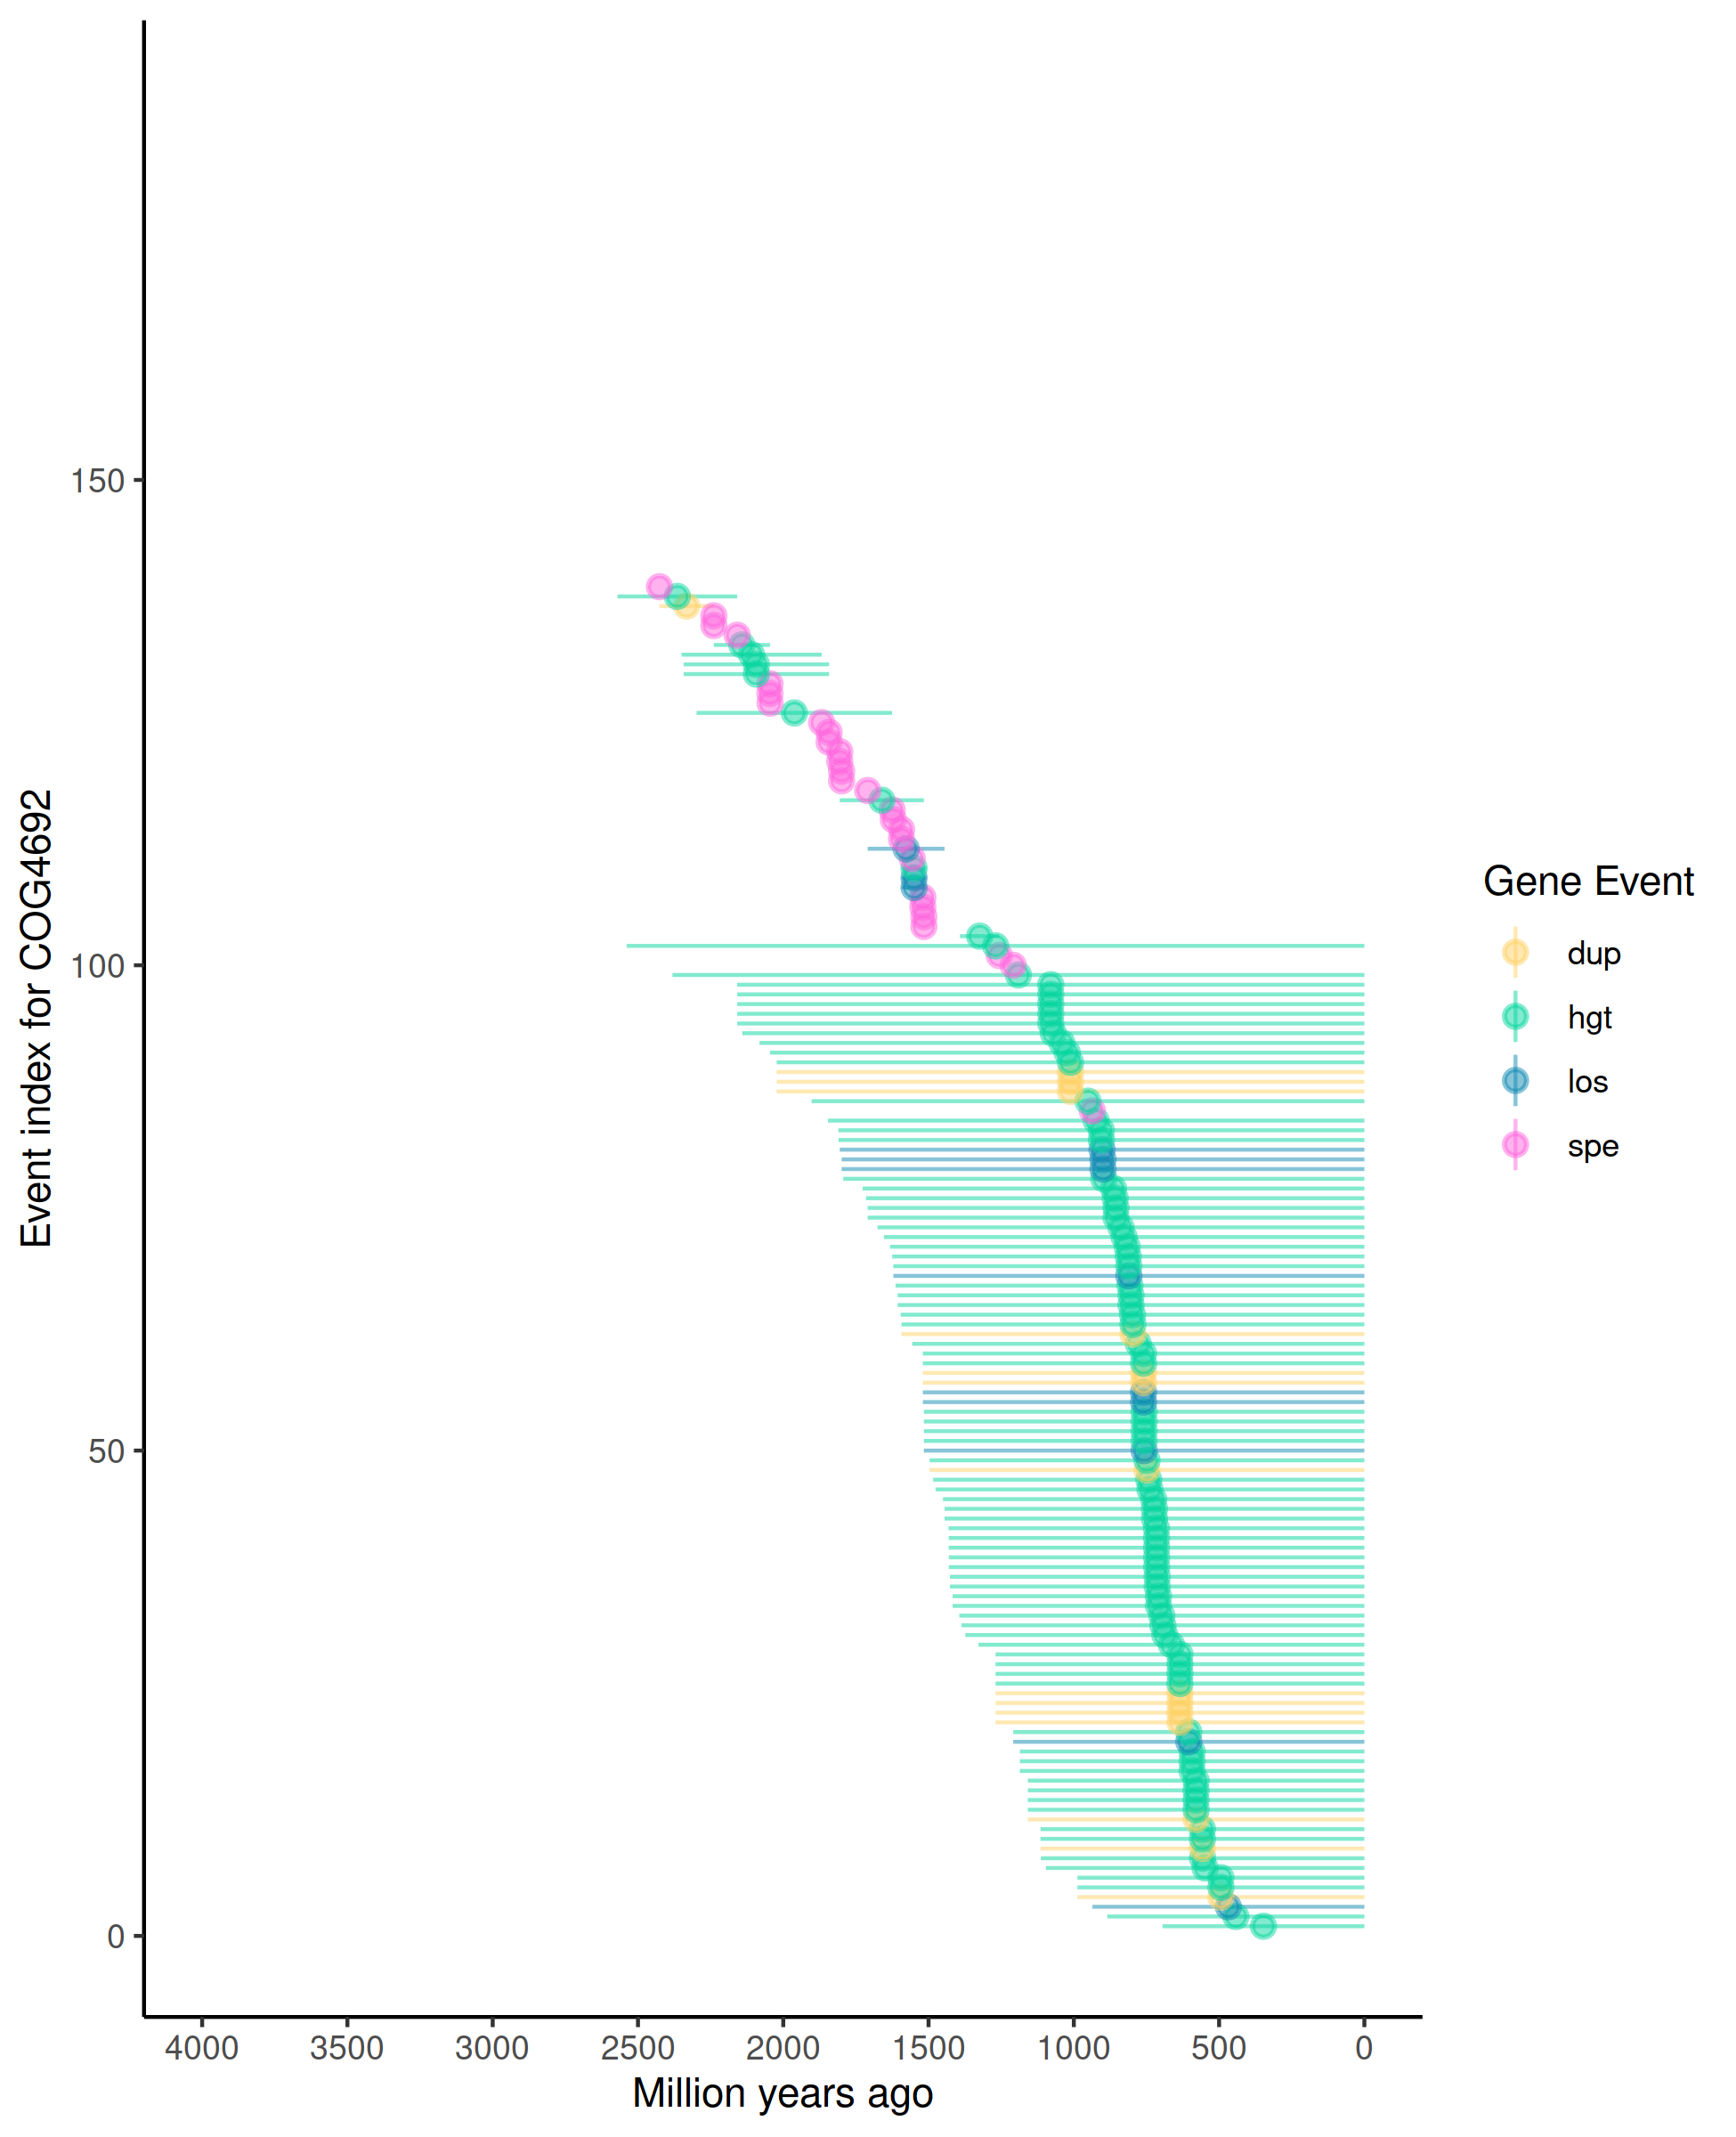 Event index for COG4692
150
100
50
0
4000 3500 3000 2500 2000 1500 1000 500 0
Million years ago
Gene Event
dup
hgt
los
spe